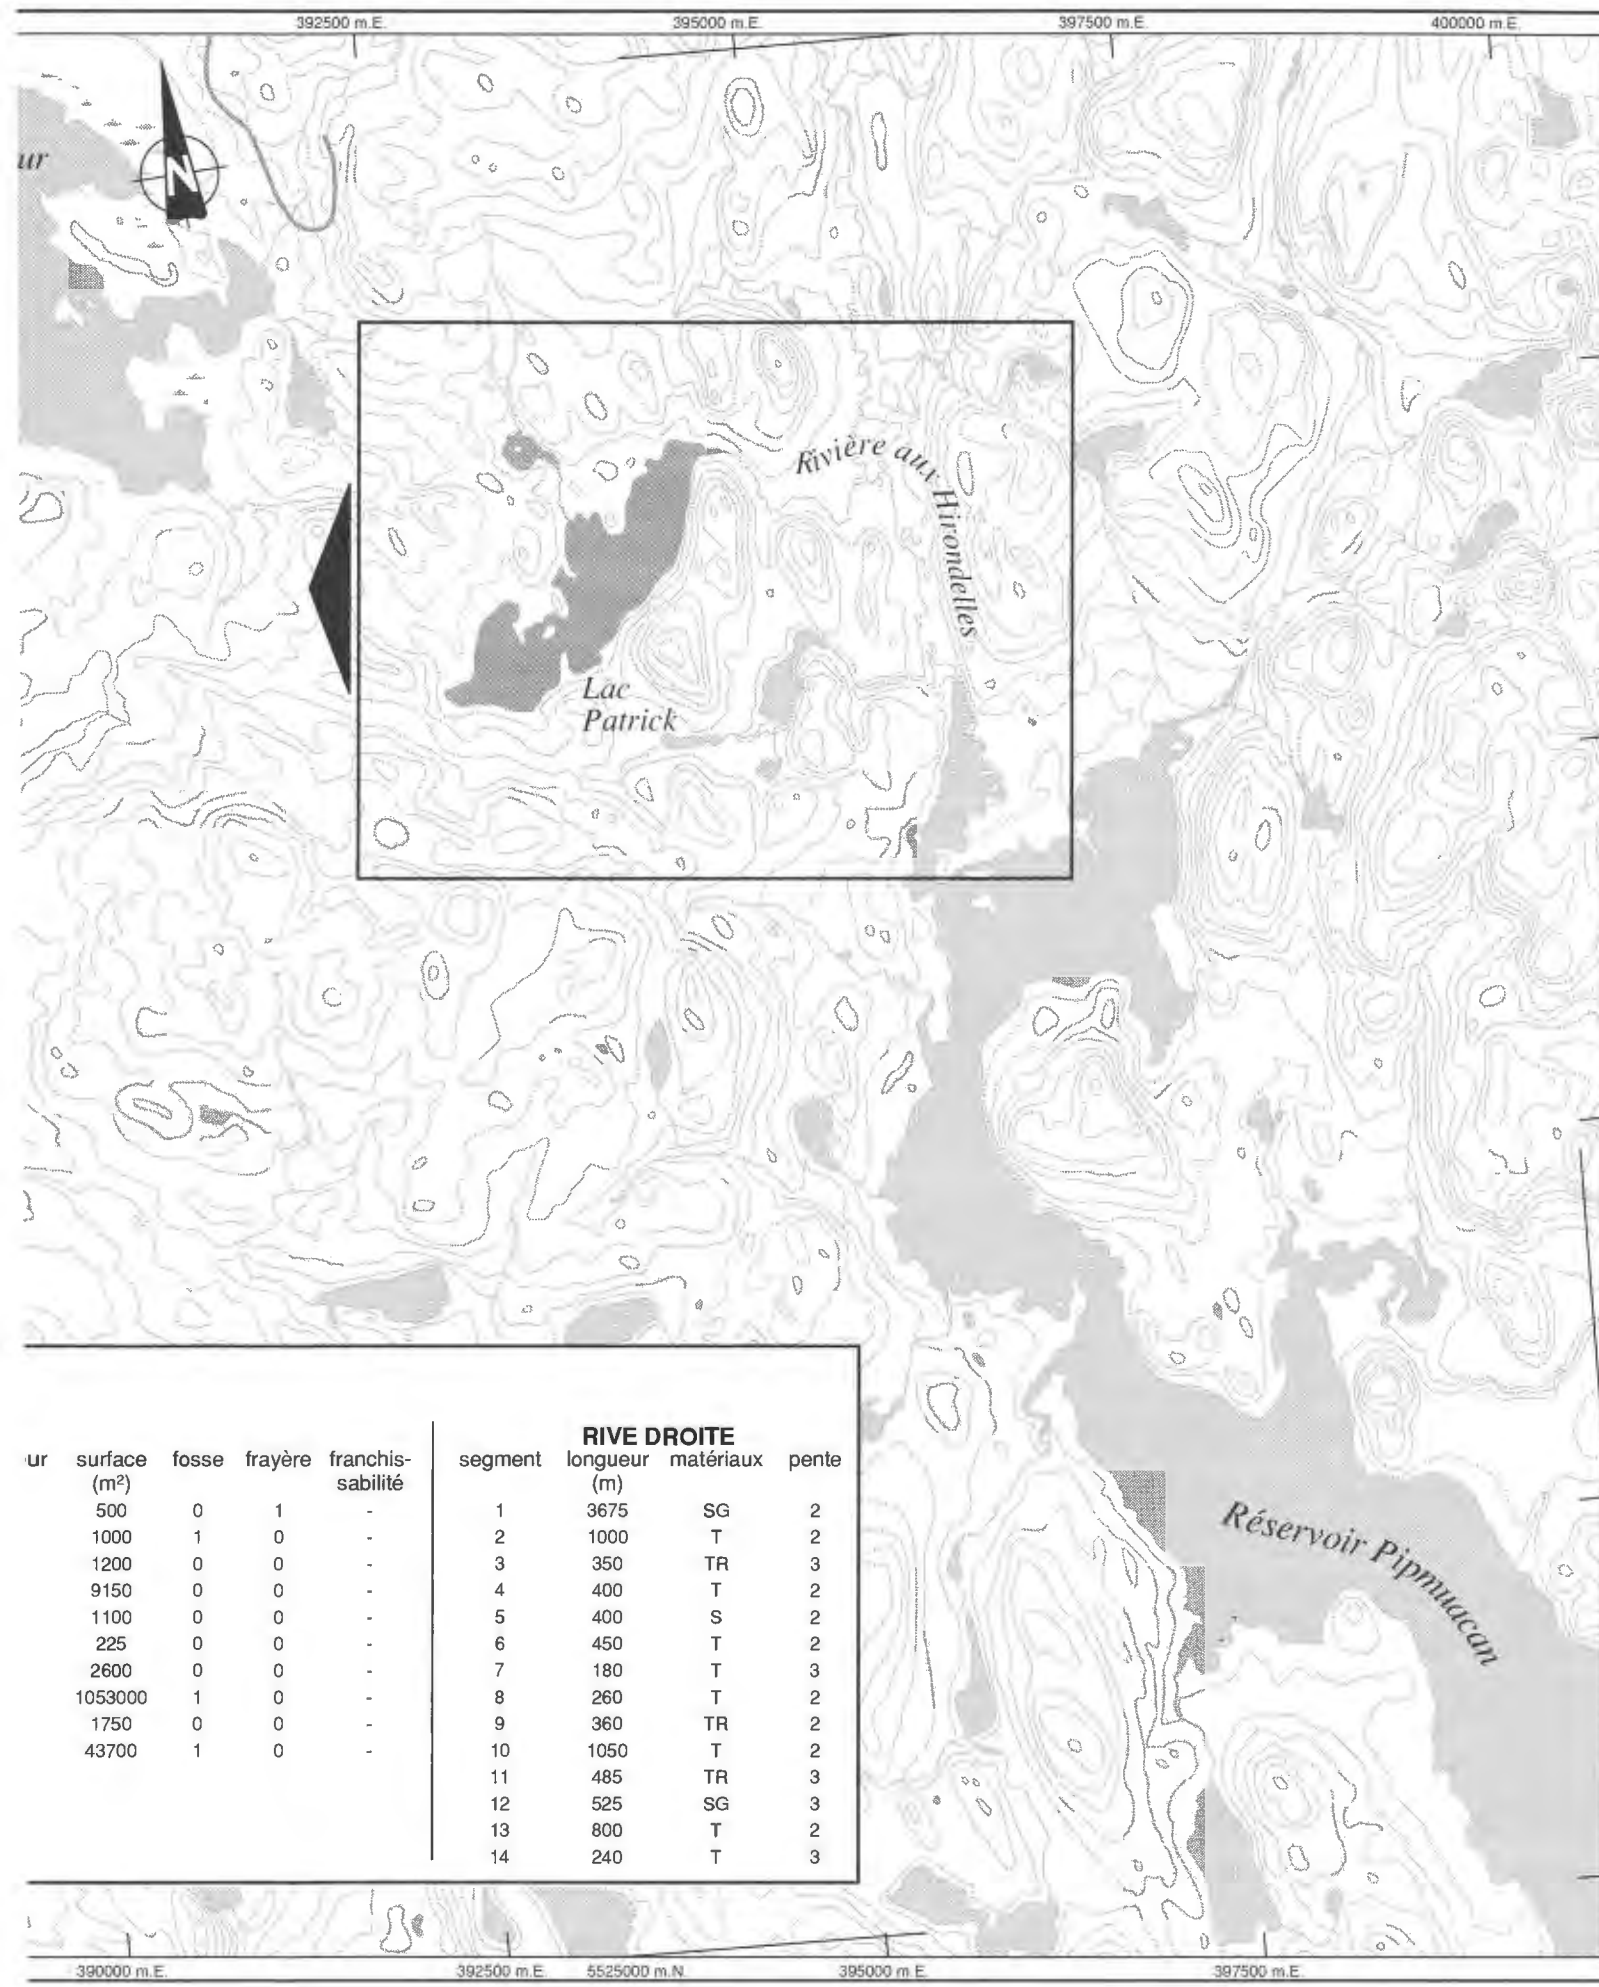 392500 m.E. 395000 m.E. 397500 m.E. 400000 m.E.
ur
N
Rivière aux Hirondelles
Lac
Patrick
RIVE DROITE
ur surface fosse frayère franchis- segment longueur matériaux pente
(m²) sabilité (m)
500 0 1 - 1 3675 SG 2
1000 1 0 - 2 1000 T 2
1200 0 0 - 3 350 TR 3
9150 0 0 - 4 400 T 2
1100 0 0 - 5 400 S 2
225 0 0 - 6 450 T 2
2600 0 0 - 7 180 T 3
1053000 1 0 - 8 260 T 2
1750 0 0 - 9 360 TR 2
43700 1 0 - 10 1050 T 2
11 485 TR 3
12 525 SG 3
13 800 T 2
14 240 T 3
Réservoir Pipmuacan
390000 m.E. 392500 m.E. 5525000 m.N. 395000 m.E. 397500 m.E.